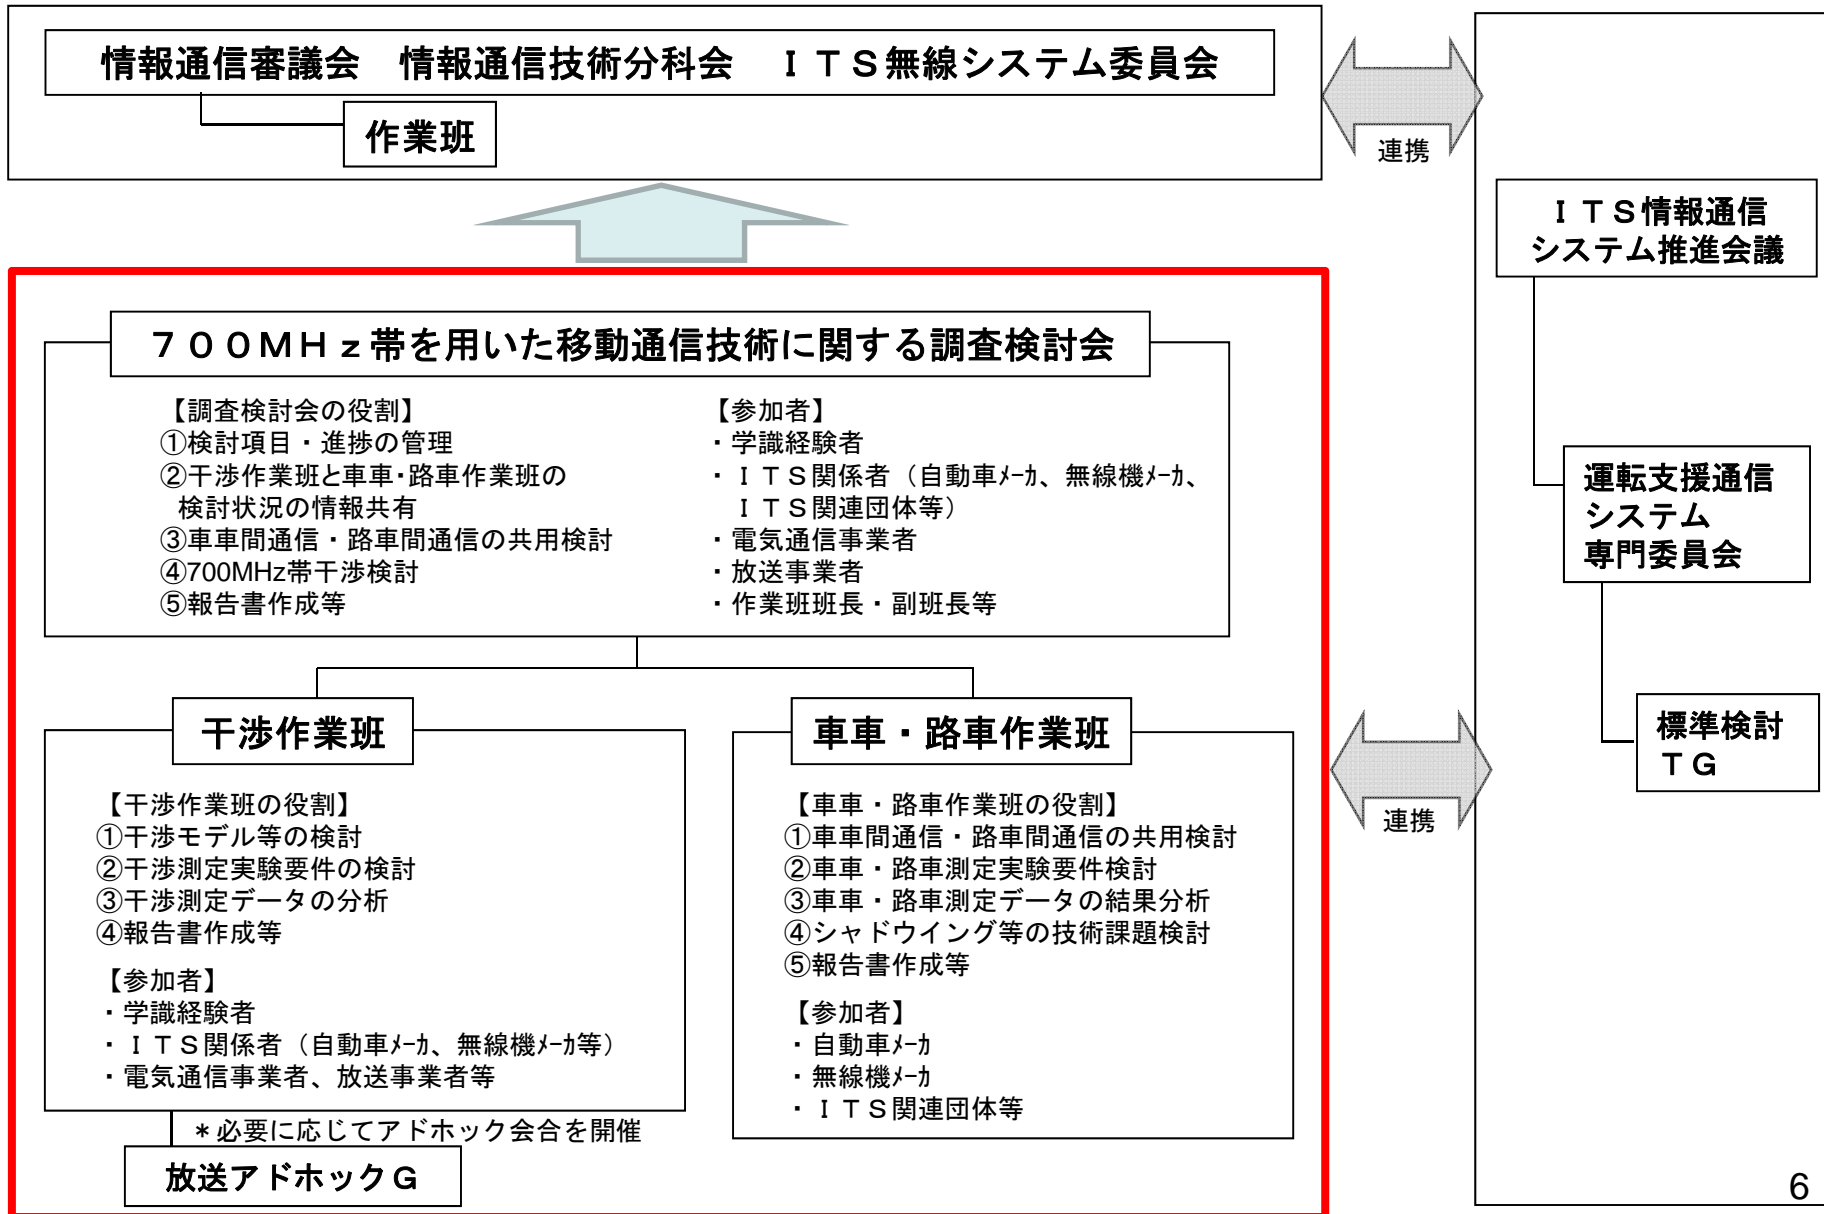 情報通信審議会　情報通信技術分科会　ＩＴＳ無線システム委員会
作業班
連携
ＩＴＳ情報通信
システム推進会議
運転支援通信
システム
専門委員会
標準検討
ＴＧ
７００ＭＨｚ帯を用いた移動通信技術に関する調査検討会
【調査検討会の役割】
①検討項目・進捗の管理
②干渉作業班と車車･路車作業班の
検討状況の情報共有
③車車間通信・路車間通信の共用検討
④700MHz帯干渉検討
⑤報告書作成等
【参加者】
・学識経験者
・ＩＴＳ関係者（自動車ﾒｰｶ、無線機ﾒｰｶ、
ＩＴＳ関連団体等）
・電気通信事業者
・放送事業者
・作業班班長・副班長等
干渉作業班
【干渉作業班の役割】
①干渉モデル等の検討
②干渉測定実験要件の検討
③干渉測定データの分析
④報告書作成等
【参加者】
・学識経験者
・ＩＴＳ関係者（自動車ﾒｰｶ、無線機ﾒｰｶ等）
・電気通信事業者、放送事業者等
＊必要に応じてアドホック会合を開催
放送アドホックＧ
車車・路車作業班
【車車・路車作業班の役割】
①車車間通信・路車間通信の共用検討
②車車・路車測定実験要件検討
③車車・路車測定データの結果分析
④シャドウイング等の技術課題検討
⑤報告書作成等
【参加者】
・自動車ﾒｰｶ
・無線機ﾒｰｶ
・ＩＴＳ関連団体等
連携
6